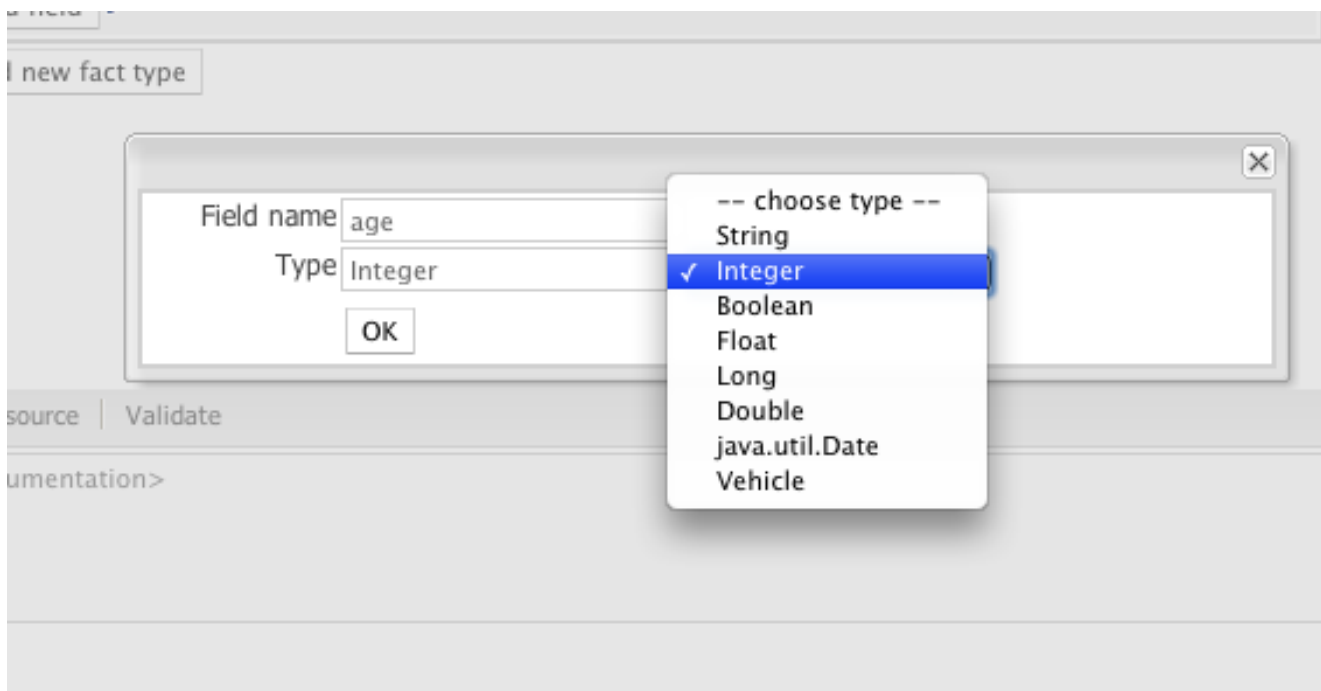 new fact type
Field name age
Type Integer
OK
-- choose type --
String
✓ Integer
Boolean
Float
Long
Double
java.util.Date
Vehicle
source | Validate
umentation>